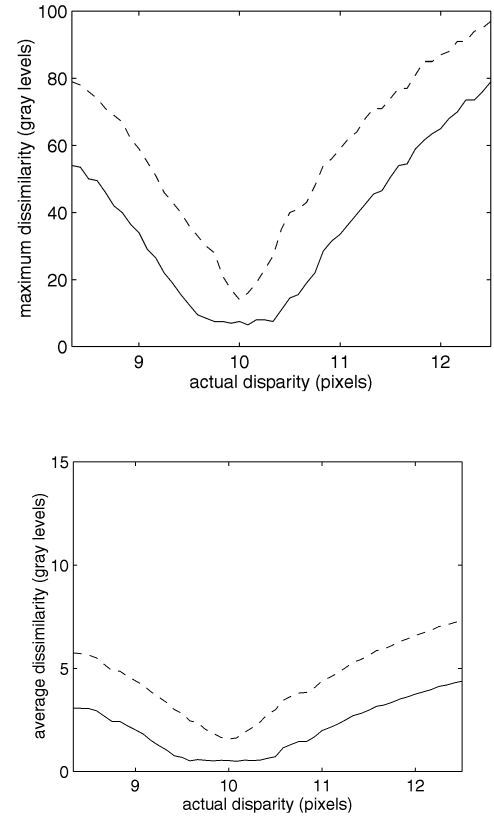 maximum dissimilarity (gray levels)
100
80
60
40
20
0
9 10 11 12
actual disparity (pixels)
average dissimilarity (gray levels)
15
10
5
0
9 10 11 12
actual disparity (pixels)